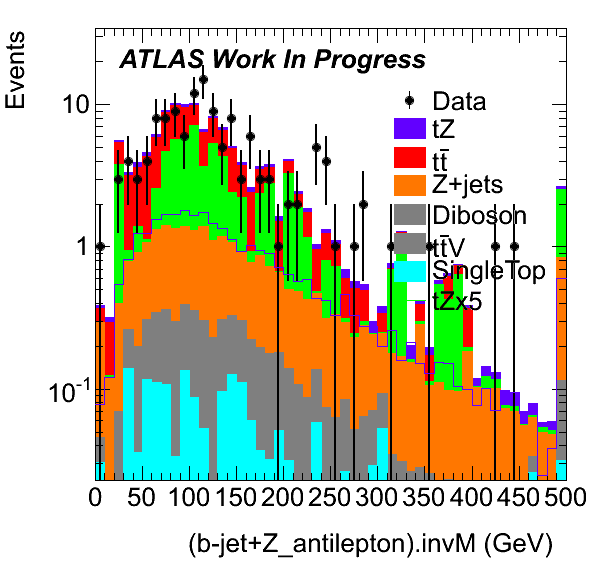 Events
ATLAS Work In Progress
10
1
10⁻¹
Data
tZ
tt̄
Z+jets
Diboson
tt̄V
SingleTop
tZx5
0 50 100 150 200 250 300 350 400 450 500
(b-jet+Z_antilepton).invM (GeV)